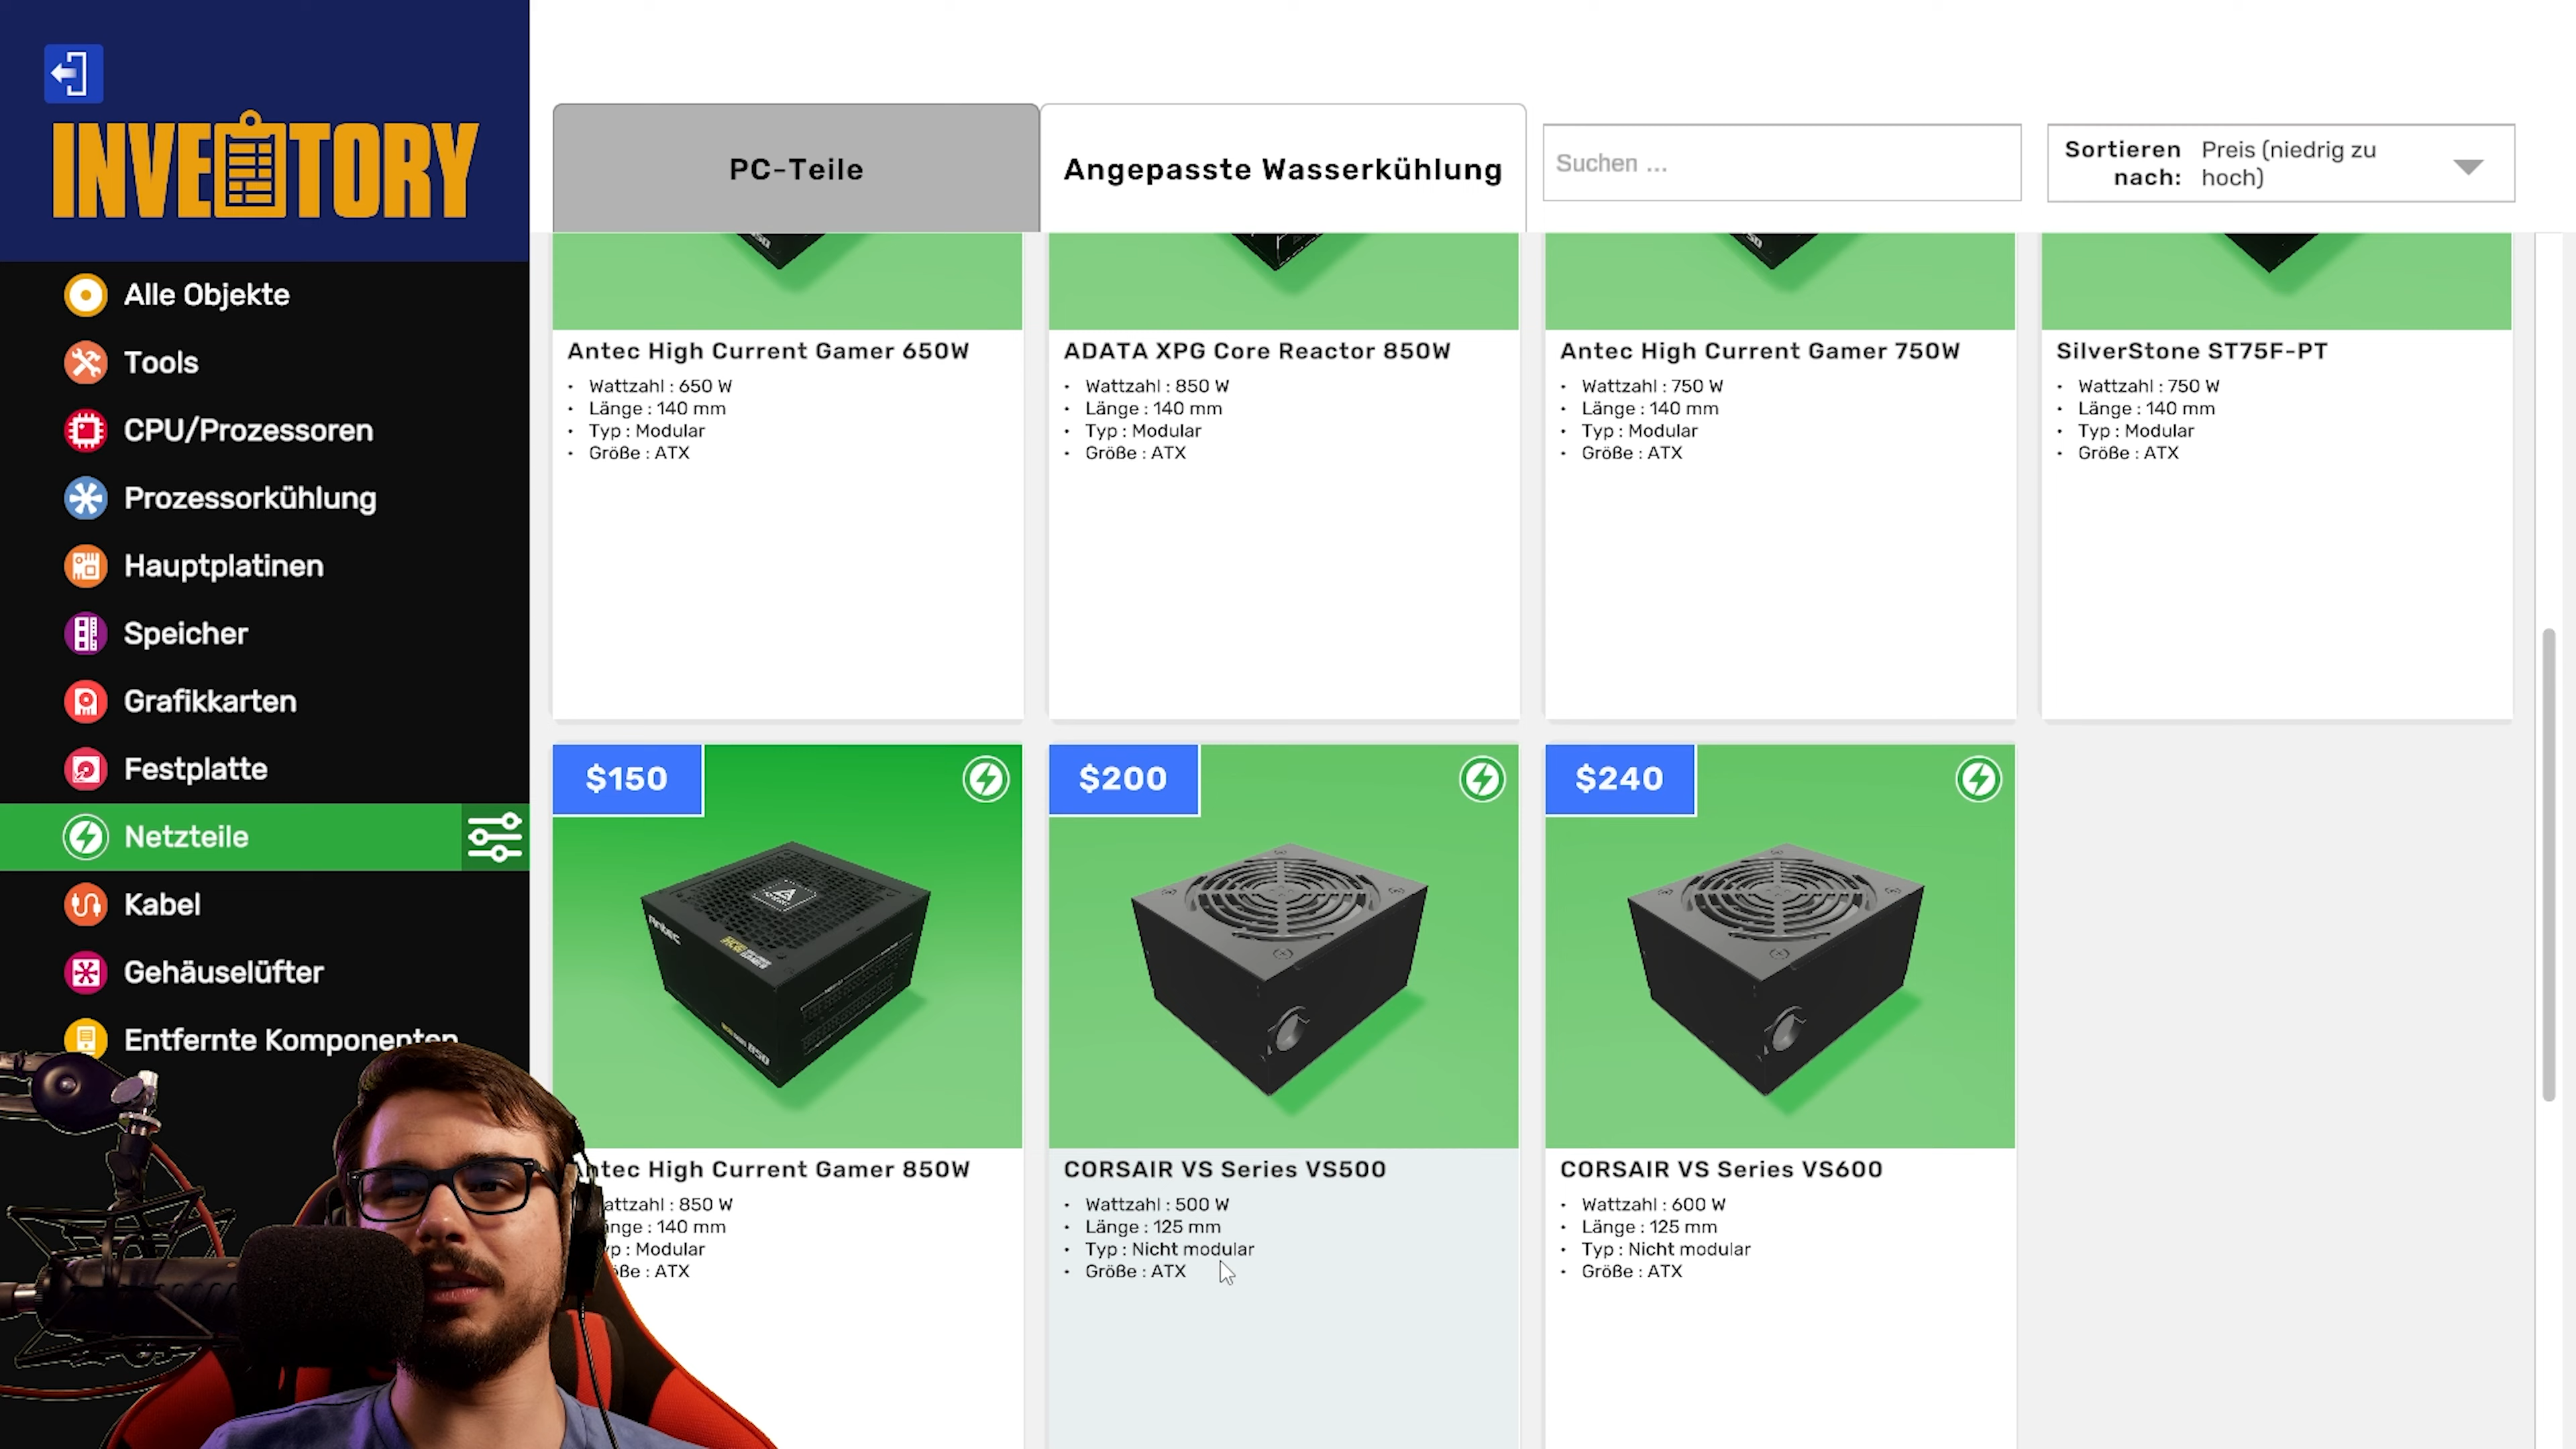 INVENTORY
PC-Teile
Angepasste Wasserkühlung
Suchen ...
Sortieren nach: Preis (niedrig zu hoch)
Alle Objekte
Tools
CPU/Prozessoren
Prozessorkühlung
Hauptplatinen
Speicher
Grafikkarten
Festplatte
Netzteile
Kabel
Gehäuselüfter
Entfernte Komponenten
Antec High Current Gamer 650W
• Wattzahl : 650 W
• Länge : 140 mm
• Typ : Modular
• Größe : ATX
ADATA XPG Core Reactor 850W
• Wattzahl : 850 W
• Länge : 140 mm
• Typ : Modular
• Größe : ATX
Antec High Current Gamer 750W
• Wattzahl : 750 W
• Länge : 140 mm
• Typ : Modular
• Größe : ATX
SilverStone ST75F-PT
• Wattzahl : 750 W
• Länge : 140 mm
• Typ : Modular
• Größe : ATX
$150
Antec
850
ntec High Current Gamer 850W
attzahl : 850 W
nge : 140 mm
yp : Modular
öße : ATX
$200
CORSAIR VS Series VS500
• Wattzahl : 500 W
• Länge : 125 mm
• Typ : Nicht modular
• Größe : ATX
$240
CORSAIR VS Series VS600
• Wattzahl : 600 W
• Länge : 125 mm
• Typ : Nicht modular
• Größe : ATX